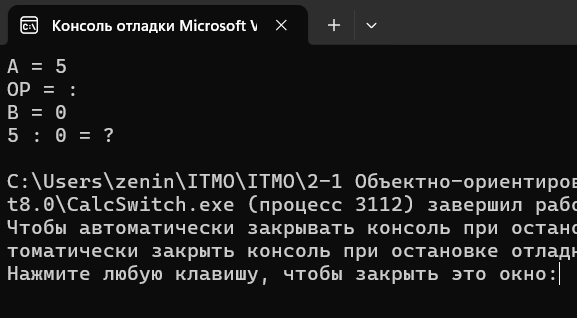 Консоль отладки Microsoft V
A = 5
OP = :
B = 0
5 : 0 = ?
C:\Users\zenin\ITMO\ITMO\2-1 Объектно-ориентиров
t8.0\CalcSwitch.exe (процесс 3112) завершил рабо
Чтобы автоматически закрывать консоль при остано
томатически закрыть консоль при остановке отладк
Нажмите любую клавишу, чтобы закрыть это окно: